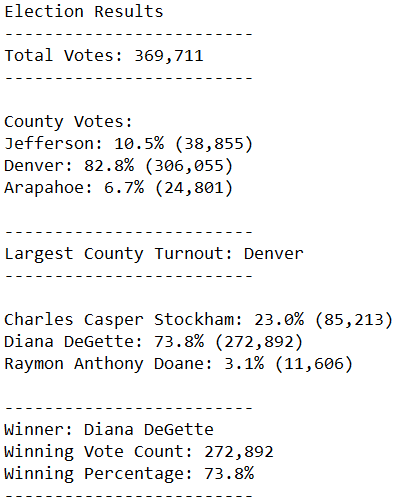 Election Results
-------------------------
Total Votes: 369,711
-------------------------

County Votes:
Jefferson: 10.5% (38,855)
Denver: 82.8% (306,055)
Arapahoe: 6.7% (24,801)

-------------------------
Largest County Turnout: Denver
-------------------------

Charles Casper Stockham: 23.0% (85,213)
Diana DeGette: 73.8% (272,892)
Raymon Anthony Doane: 3.1% (11,606)

-------------------------
Winner: Diana DeGette
Winning Vote Count: 272,892
Winning Percentage: 73.8%
-------------------------